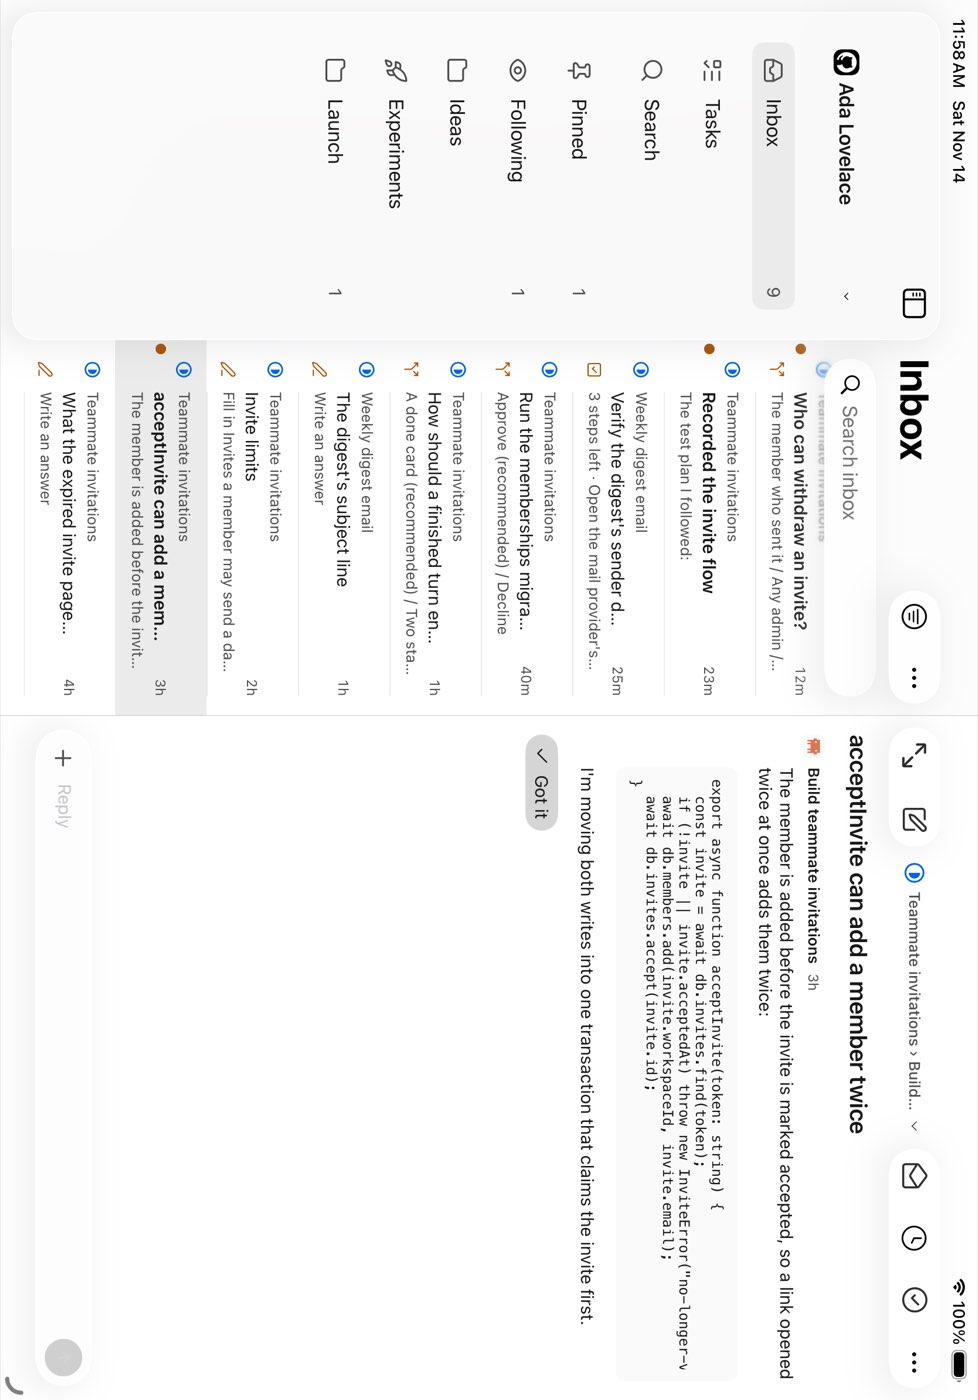 11:58 AM Sat Nov 14
100%
Ada Lovelace
Inbox 9
Tasks
Search
Pinned 1
Following 1
Ideas
Experiments
Launch 1
Inbox
Search inbox
Teammate invitations
Who can withdraw an invite? 12m
The member who sent it / Any admin /...
Teammate invitations
Recorded the invite flow 23m
The test plan I followed:
Weekly digest email
Verify the digest's sender d... 25m
3 steps left · Open the mail provider's...
Teammate invitations
Run the memberships migra... 40m
Approve (recommended) / Decline
Teammate invitations
How should a finished turn en... 1h
A done card (recommended) / Two sta...
Weekly digest email
The digest's subject line 1h
Write an answer
Teammate invitations
Invite limits 2h
Fill in Invites a member may send a da...
Teammate invitations
acceptInvite can add a mem... 3h
The member is added before the invit...
Teammate invitations
What the expired invite page... 4h
Write an answer
Teammate invitations › Build...
acceptInvite can add a member twice
Build teammate invitations 3h
The member is added before the invite is marked accepted, so a link opened
twice at once adds them twice:
export async function acceptInvite(token: string) {
const invite = await db.invites.find(token);
if (!invite || invite.acceptedAt) throw new InviteError("no-longer-v
await db.members.add(invite.workspaceId, invite.email);
await db.invites.accept(invite.id);
}
I'm moving both writes into one transaction that claims the invite first.
Got it
Reply